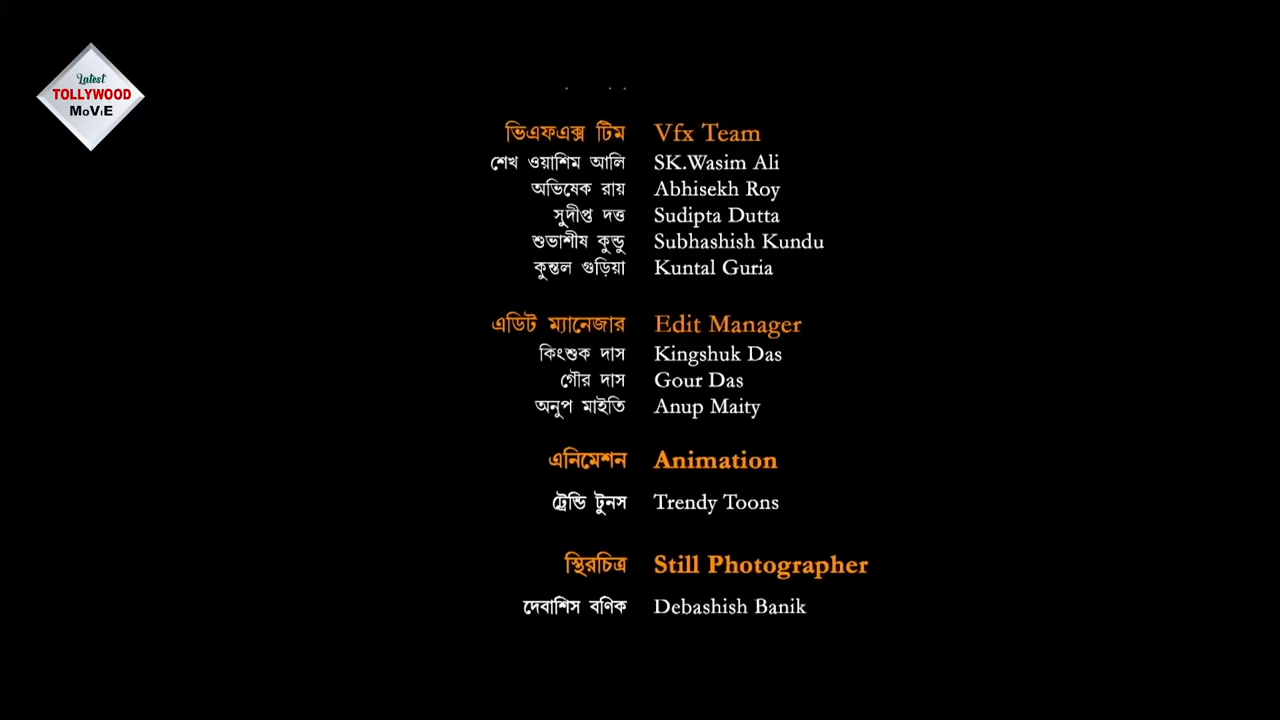 Latest
TOLLYWOOD
MoViE
ভিএফএক্স টিম Vfx Team
শেখ ওয়াশিম আলি SK.Wasim Ali
অভিষেক রায় Abhisekh Roy
সুদীপ্ত দত্ত Sudipta Dutta
শুভাশীষ কুন্ডু Subhashish Kundu
কুন্তল গুড়িয়া Kuntal Guria
এডিট ম্যানেজার Edit Manager
কিংশুক দাস Kingshuk Das
গৌর দাস Gour Das
অনুপ মাইতি Anup Maity
এনিমেশন Animation
ট্রেন্ডি টুনস Trendy Toons
স্থিরচিত্র Still Photographer
দেবাশিস বণিক Debashish Banik